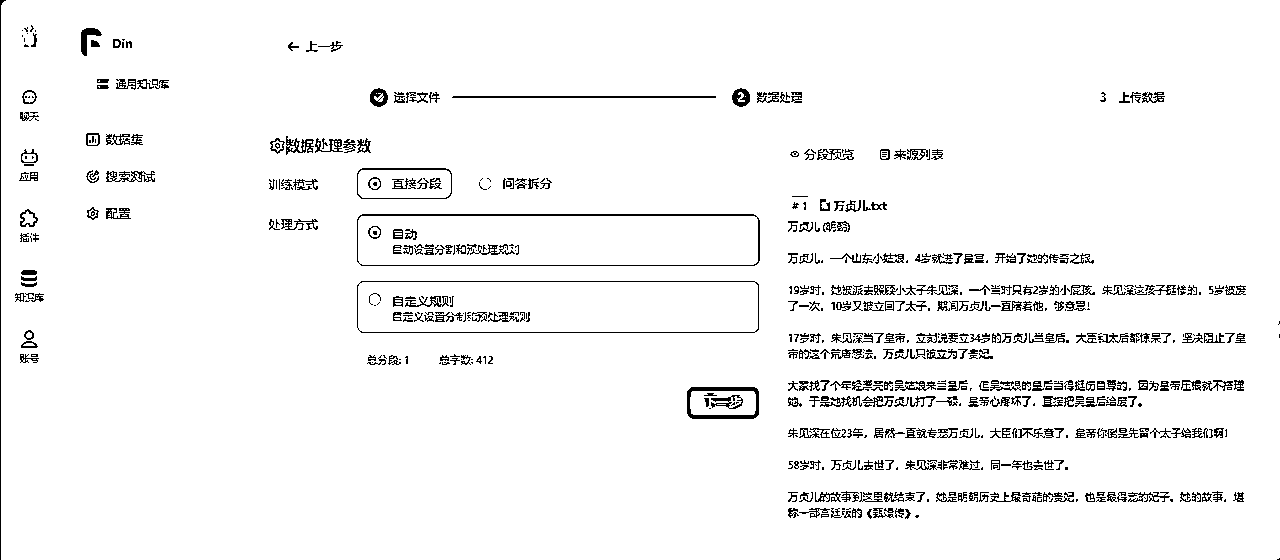 Din
上一步
通用知识库
选择文件
2 数据处理
3 上传数据
聊天
数据集
数据处理参数
分段预览 来源列表
应用
搜索测试
训练模式 直接分段 问答拆分
配置
# 1 万贞儿.txt
处理方式
万贞儿 (明朝)
插件
自动
自动设置分割和预处理规则
万贞儿，一个山东小姑娘，4岁就进了皇宫，开始了她的传奇之旅。
知识库
自定义规则
自定义设置分割和预处理规则
19岁时，她被派去照顾小太子朱见深，一个当时只有2岁的小屁孩。朱见深这孩子挺惨的，5岁被废
了一次，10岁又被立回了太子，期间万贞儿一直陪着他，够意思！
账号
17岁时，朱见深当了皇帝，立刻说要立34岁的万贞儿当皇后。大臣和太后都惊呆了，坚决阻止了皇
帝的这个荒唐想法，万贞儿只被立为了贵妃。
总分段: 1 总字数: 412
大家找了个年轻漂亮的吴姑娘来当皇后，但吴姑娘的皇后当得挺伤自尊的，因为皇帝压根就不搭理
她。于是她找机会把万贞儿打了一顿，皇帝心疼坏了，直接把吴皇后给废了。
下一步
朱见深在位23年，居然一直就专宠万贞儿，大臣们不乐意了，皇帝你倒是先留个太子给我们啊！
58岁时，万贞儿去世了，朱见深非常难过，同一年也去世了。
万贞儿的故事到这里就结束了，她是明朝历史上最奇葩的贵妃，也是最得宠的妃子。她的故事，堪
称一部宫廷版的《甄嬛传》。